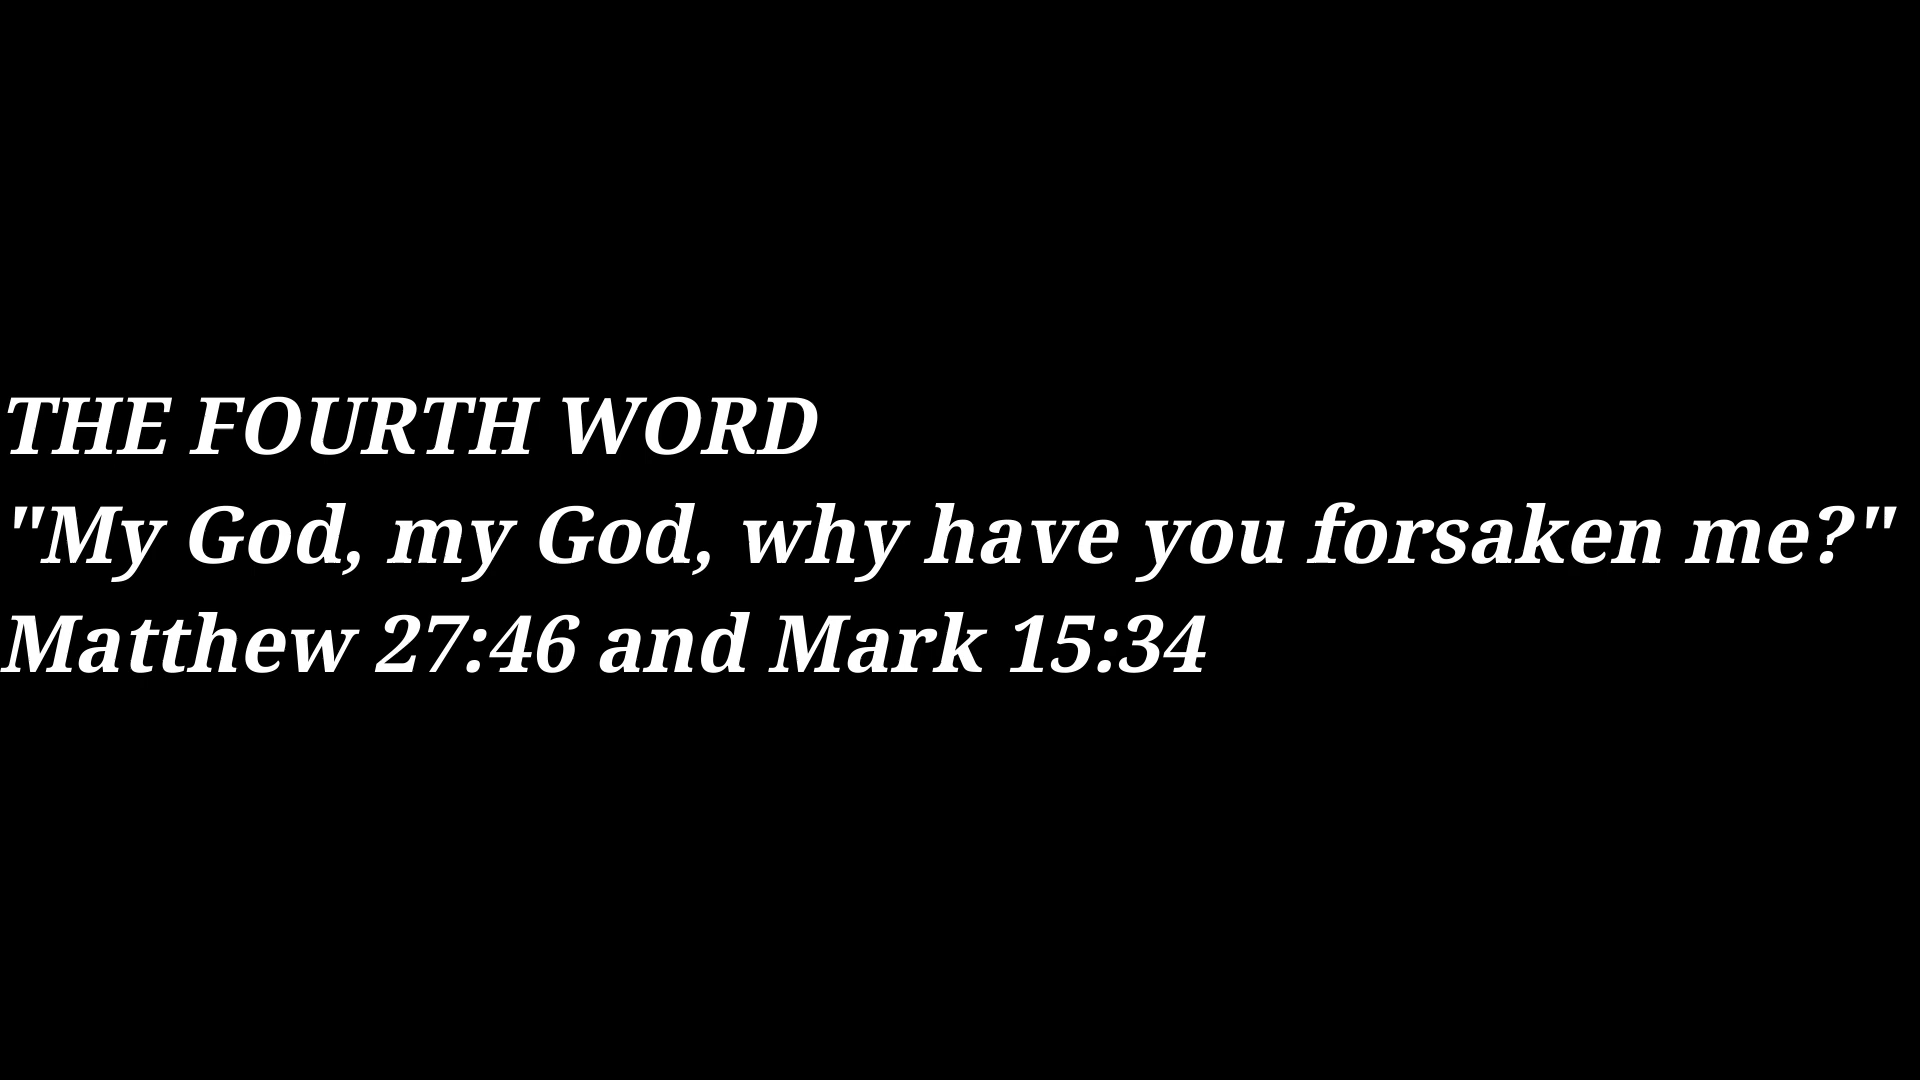 THE FOURTH WORD
"My God, my God, why have you forsaken me?"
Matthew 27:46 and Mark 15:34